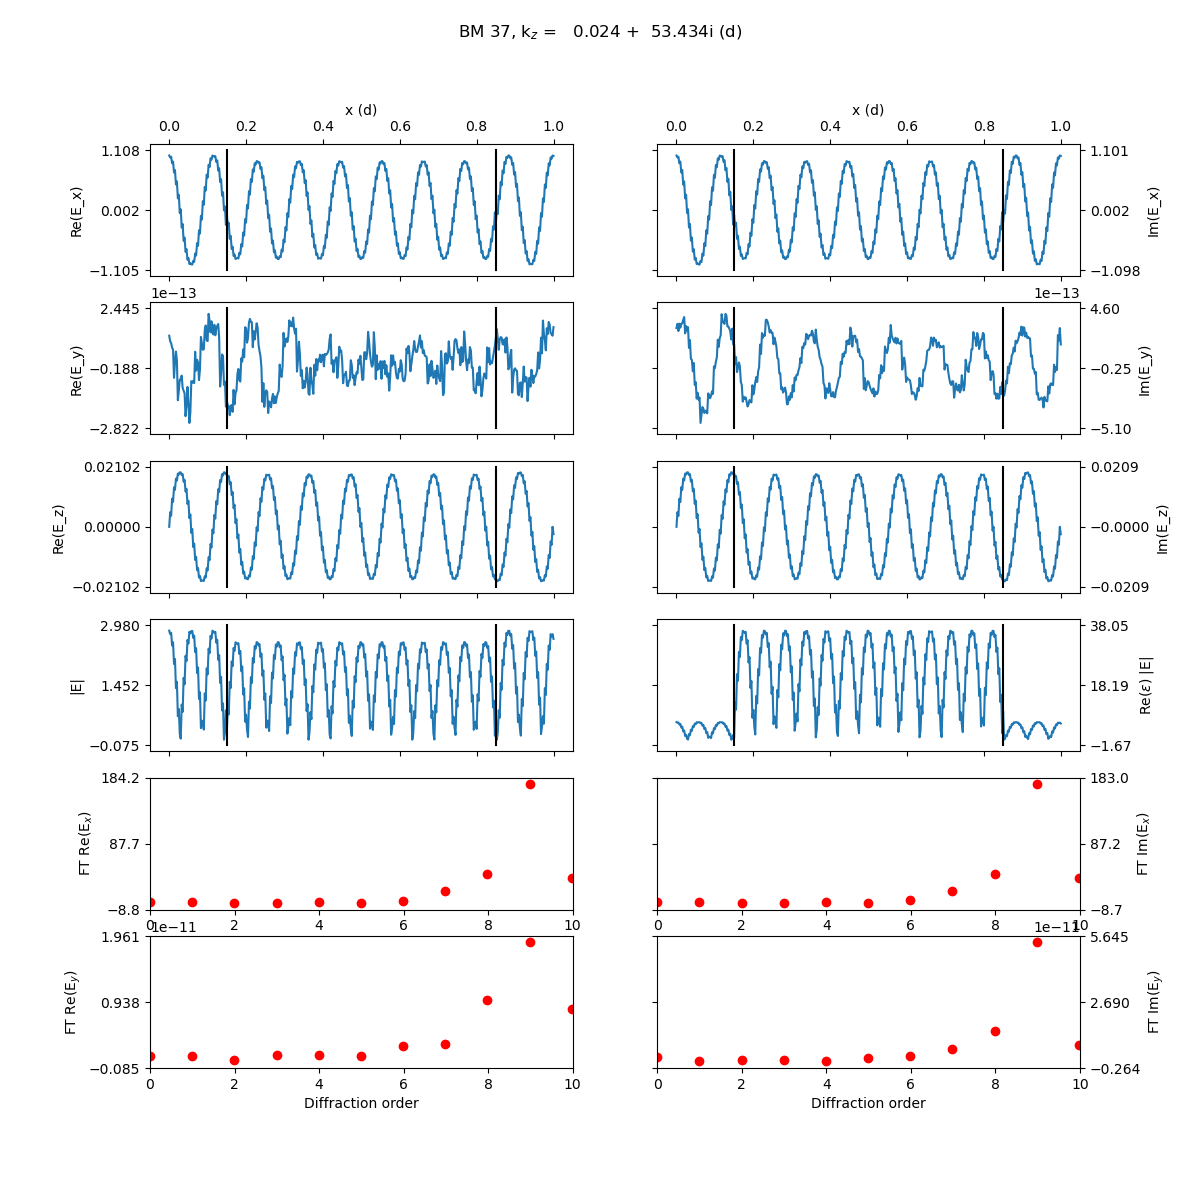 BM 37, k_z = 0.024 + 53.434i (d)
x (d) x (d)
0.0 0.2 0.4 0.6 0.8 1.0 0.0 0.2 0.4 0.6 0.8 1.0
1.108 1.101
Re(E_x) 0.002 0.002 Im(E_x)
−1.105 −1.098
1e−13 1e−13
2.445 4.60
Re(E_y) −0.188 −0.25 Im(E_y)
−2.822 −5.10
0.02102 0.0209
Re(E_z) 0.00000 −0.0000 Im(E_z)
−0.02102 −0.0209
2.980 38.05
|E| 1.452 18.19 Re(ε) |E|
−0.075 −1.67
184.2 183.0
FT Re(E_x) 87.7 87.2 FT Im(E_x)
−8.8 −8.7
0 2 4 6 8 10 0 2 4 6 8 10
1e−11 1e−11
1.961 5.645
FT Re(E_y) 0.938 2.690 FT Im(E_y)
−0.085 −0.264
0 2 4 6 8 10 0 2 4 6 8 10
Diffraction order Diffraction order